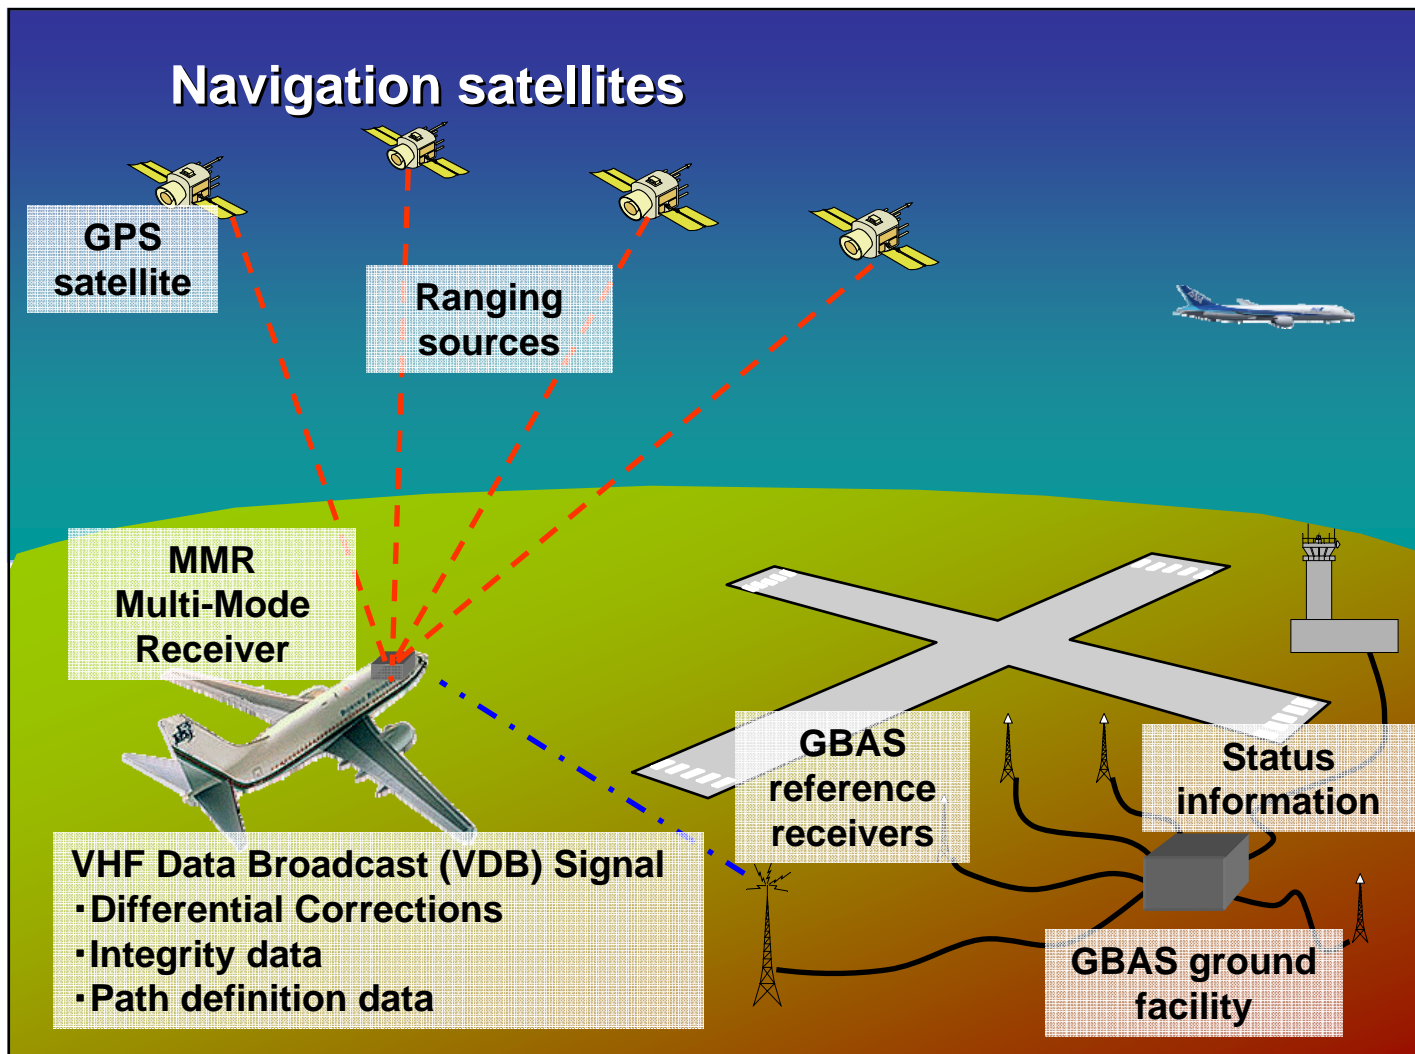 Navigation satellites
GPS
satellite
Ranging
sources
MMR
Multi-Mode
Receiver
GBAS
reference
receivers
Status
information
VHF Data Broadcast (VDB) Signal
･Differential Corrections
･Integrity data
･Path definition data
GBAS ground
facility